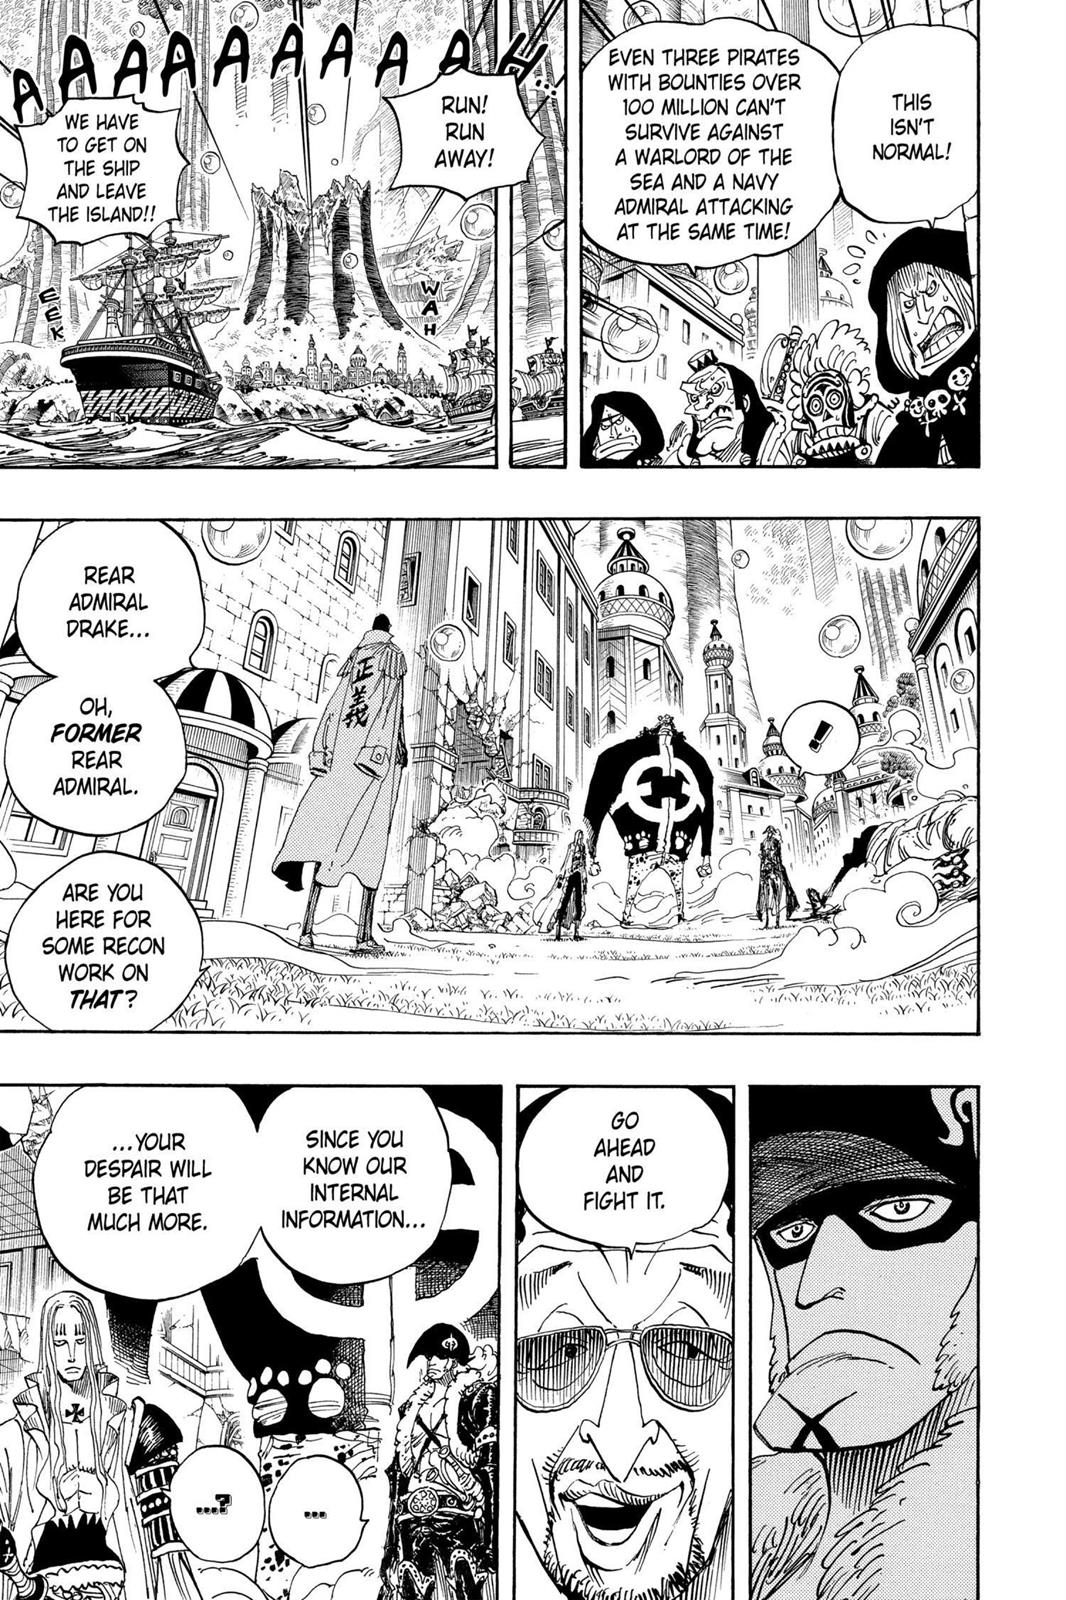 THIS
ISN'T
NORMAL!
EVEN THREE PIRATES
WITH BOUNTIES OVER
100 MILLION CAN'T
SURVIVE AGAINST
A WARLORD OF THE
SEA AND A NAVY
ADMIRAL ATTACKING
AT THE SAME TIME!
AAAAAAAAAH...
RUN!
RUN
AWAY!
WE HAVE
TO GET ON
THE SHIP
AND LEAVE
THE ISLAND!!
WAH
EEK
REAR
ADMIRAL
DRAKE...
OH,
FORMER
REAR
ADMIRAL.
ARE YOU
HERE FOR
SOME RECON
WORK ON
THAT?
正義
!
GO
AHEAD
AND
FIGHT IT.
SINCE YOU
KNOW OUR
INTERNAL
INFORMATION...
...YOUR
DESPAIR WILL
BE THAT
MUCH MORE.
...
....?